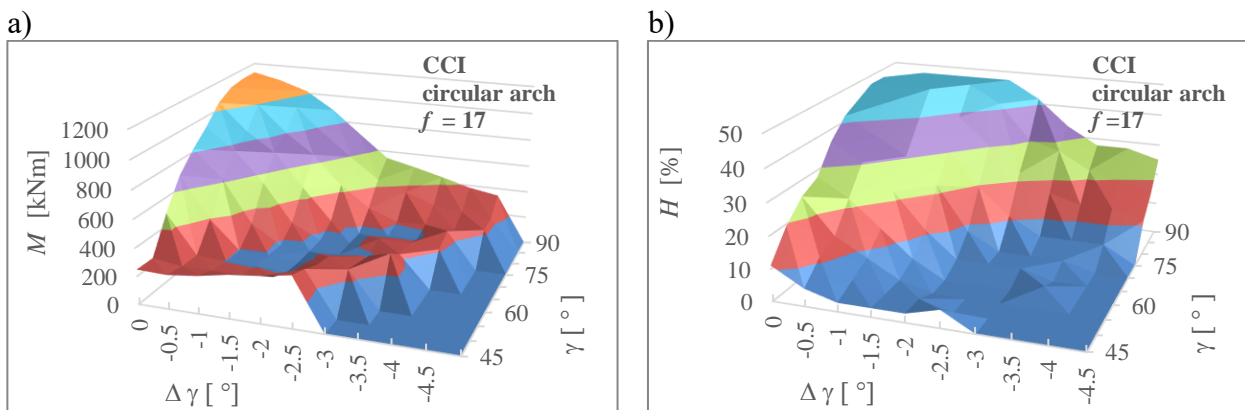 a)
CCI
circular arch
f = 17
1200
1000
800
600
400
200
0
M [kNm]
0
-0.5
-1
-1.5
-2
-2.5
-3
-3.5
-4
-4.5
Δ γ [ °]
90
75
60
45
γ [ °]
b)
CCI
circular arch
f =17
50
40
30
20
10
0
H [%]
0
-0.5
-1
-1.5
-2
-2.5
-3
-3.5
-4
-4.5
Δ γ [ °]
90
75
60
45
γ [ °]